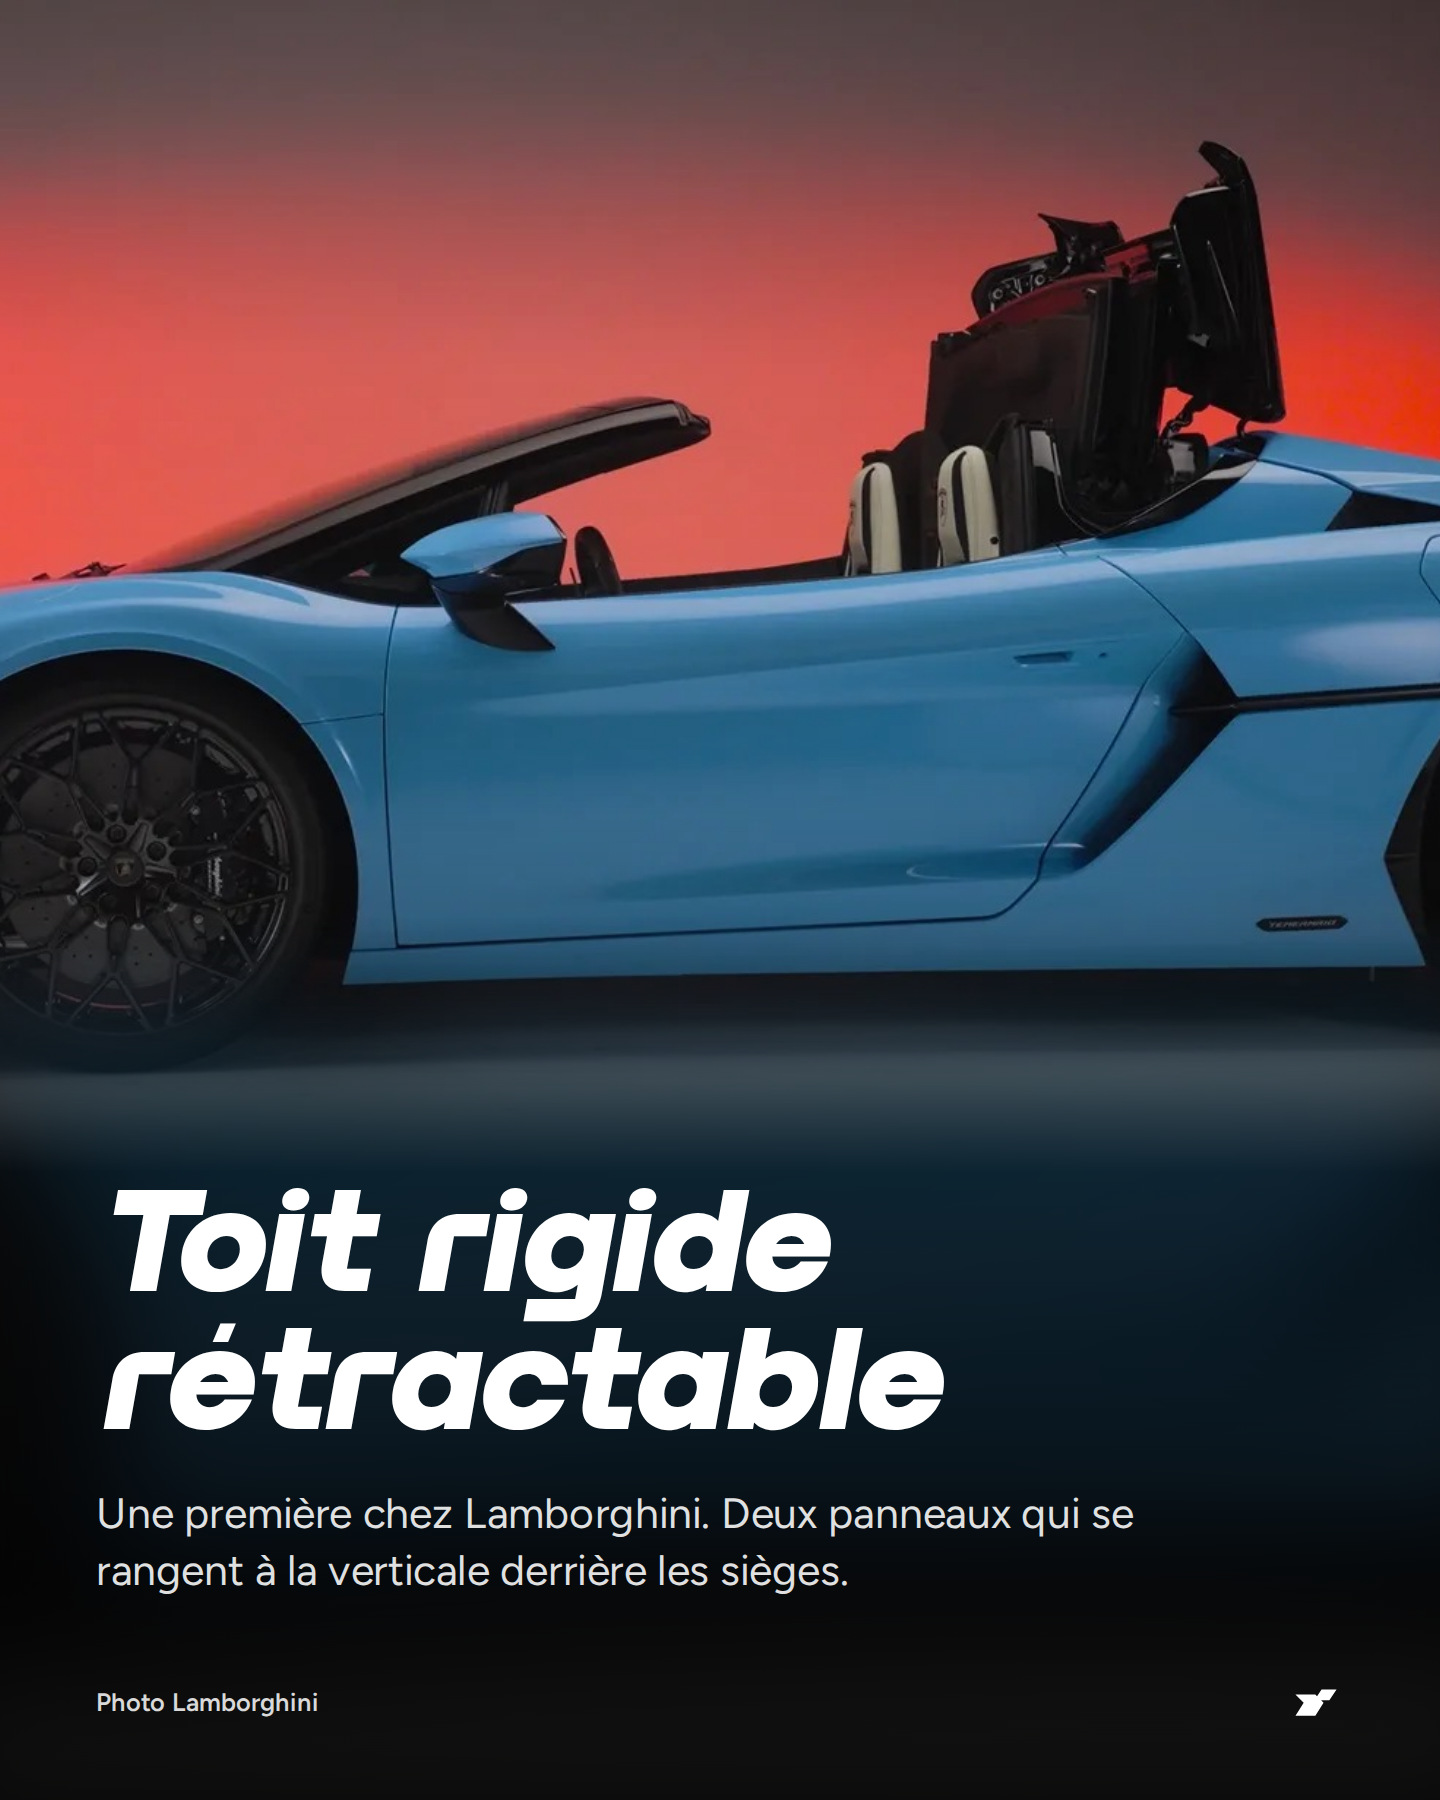 TEMERARIO
Toit rigide
rétractable
Une première chez Lamborghini. Deux panneaux qui se
rangent à la verticale derrière les sièges.
Photo Lamborghini